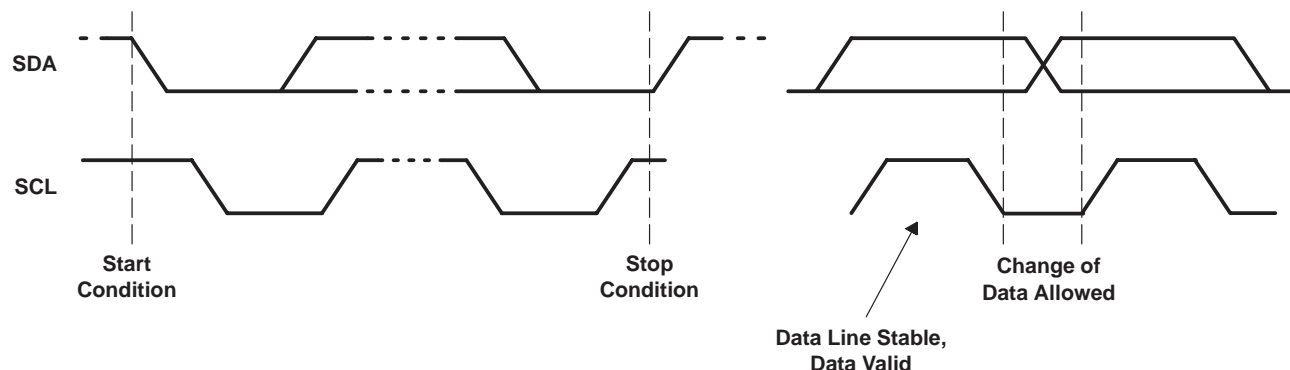 SDA
SCL
Start
Condition
Stop
Condition
Change of
Data Allowed
Data Line Stable,
Data Valid